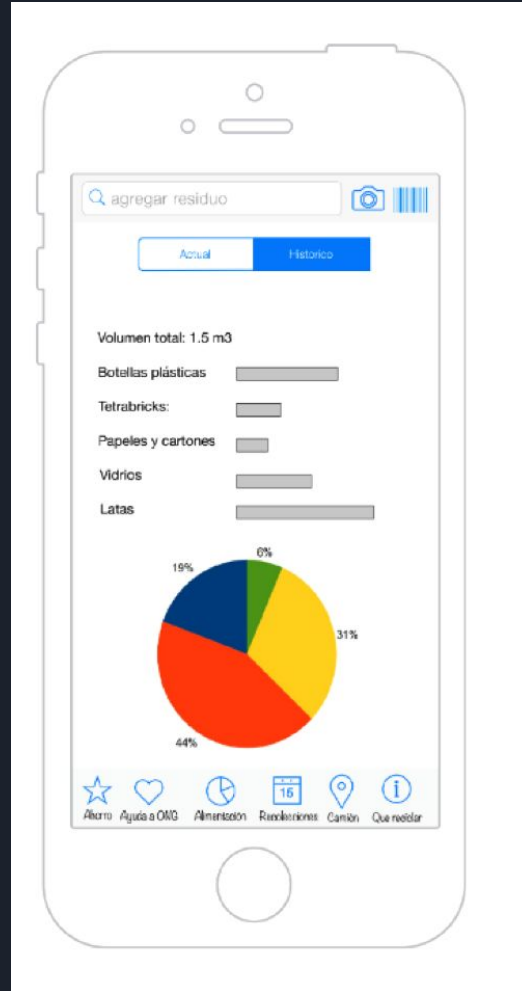 agregar residuo
Actual Historico
Volumen total: 1.5 m3
Botellas plásticas
Tetrabricks:
Papeles y cartones
Vidrios
Latas
6%
19%
31%
44%
15
Ahorro Ayuda a ONG Alimentación Recolecciones Camión Que reciclar